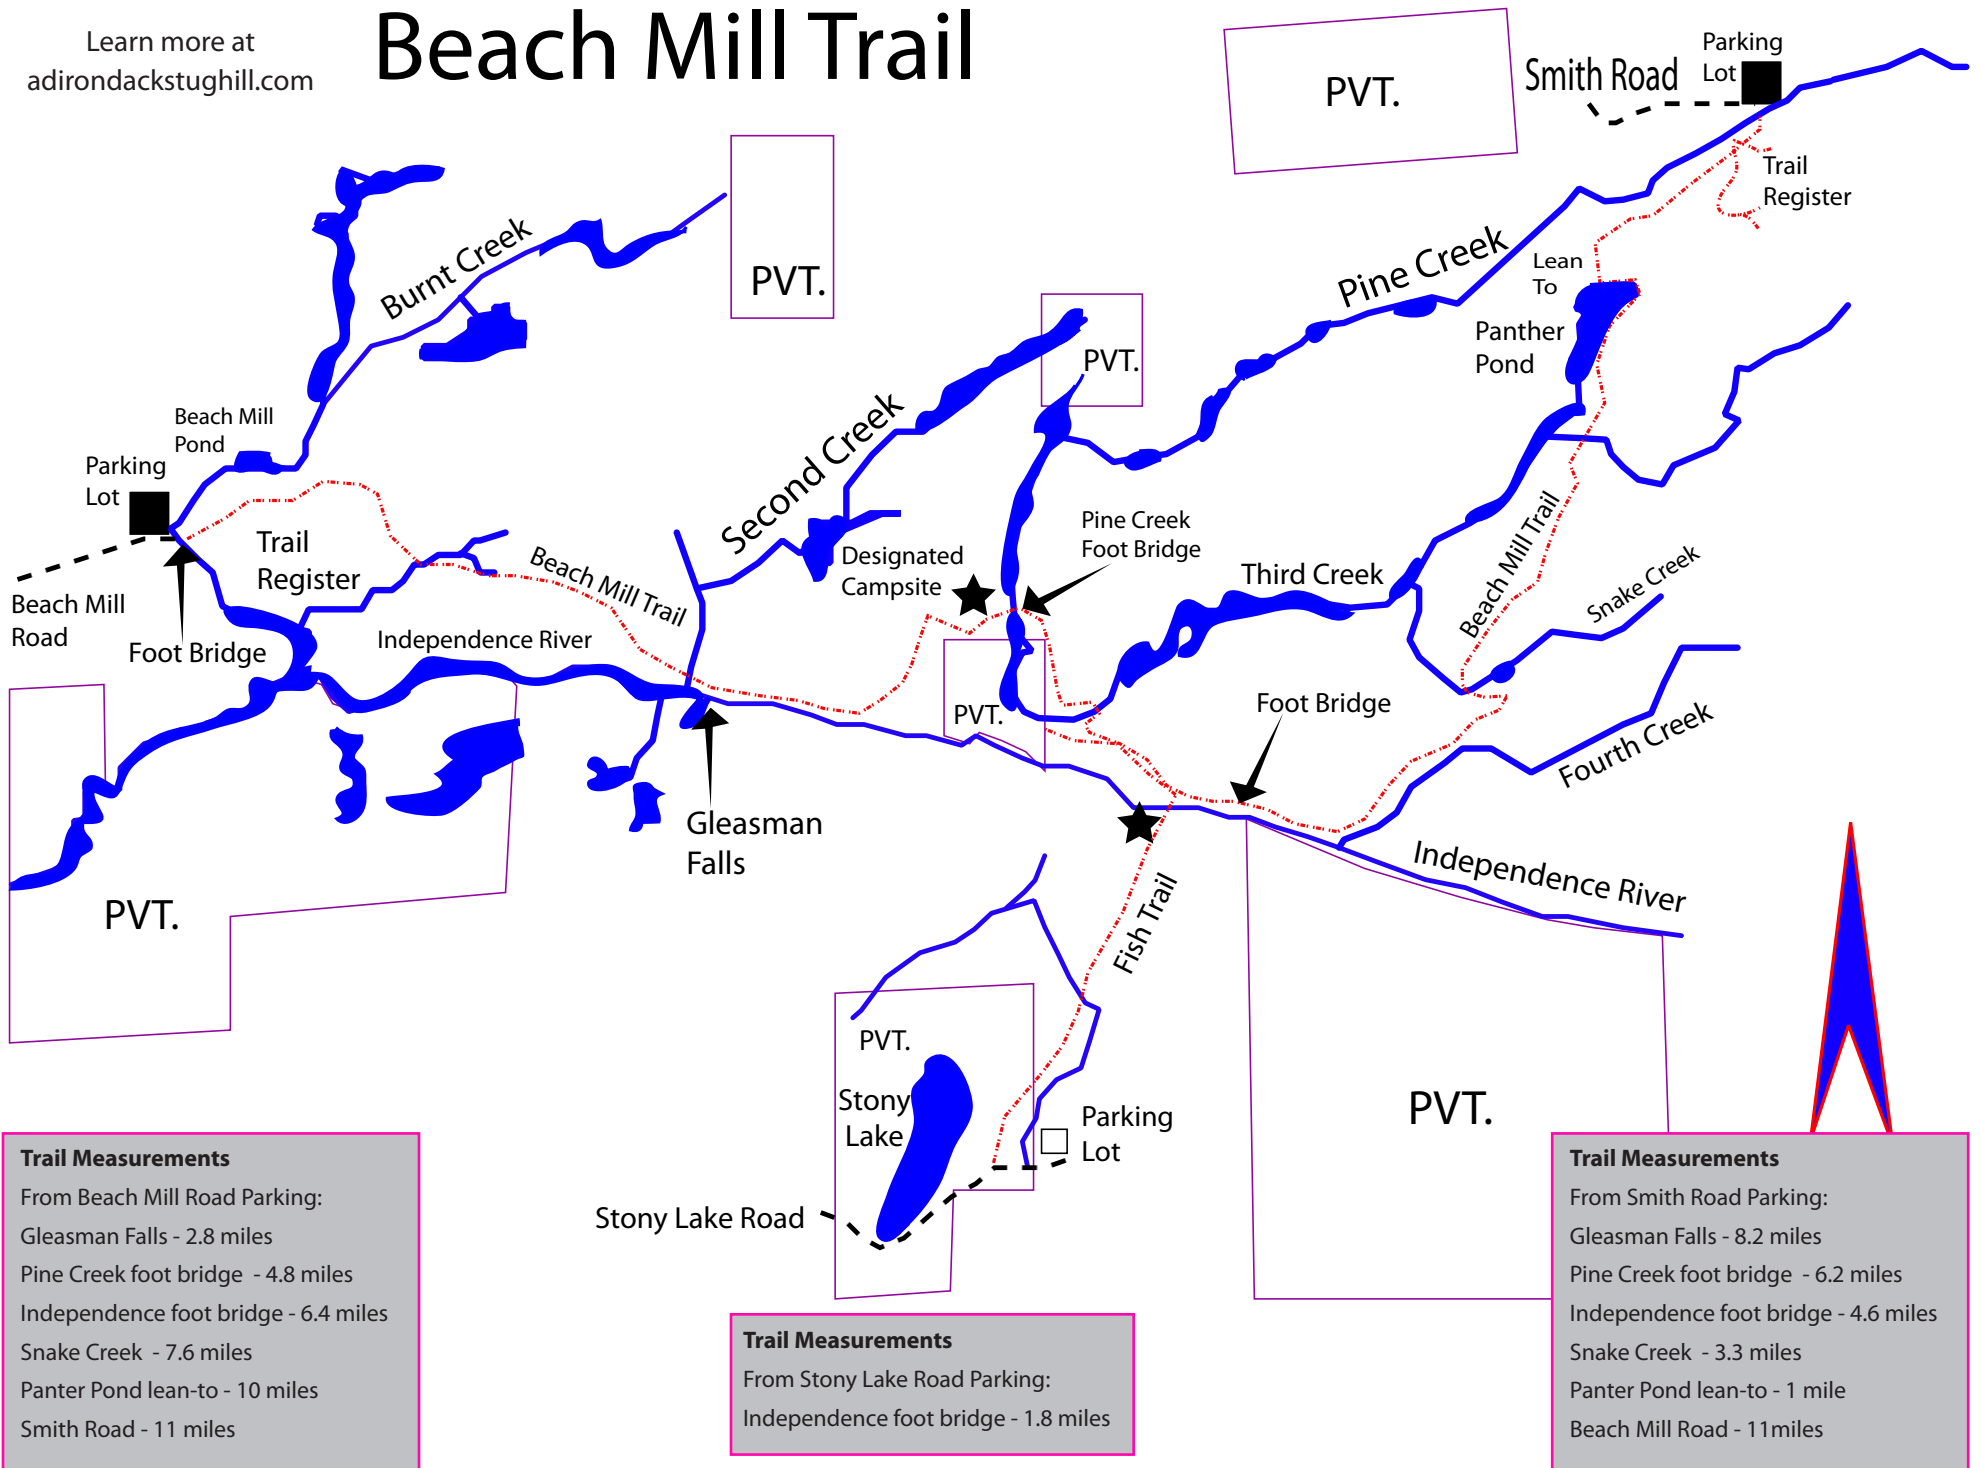 Learn more at
adirondackstughill.com
Beach Mill Trail
PVT.
Smith Road
Parking
Lot
Trail
Register
PVT.
Burnt Creek
Pine Creek
Lean
To
Panther
Pond
PVT.
Second Creek
Beach Mill
Pond
Parking
Lot
Beach Mill
Road
Trail
Register
Foot Bridge
Beach Mill Trail
Independence River
Designated
Campsite
Pine Creek
Foot Bridge
Third Creek
Beach Mill Trail
Snake Creek
Fourth Creek
Foot Bridge
PVT.
Gleasman
Falls
PVT.
Independence River
Fish Trail
PVT.
Stony
Lake
Parking
Lot
Stony Lake Road
PVT.
Trail Measurements
From Beach Mill Road Parking:
Gleasman Falls - 2.8 miles
Pine Creek foot bridge - 4.8 miles
Independence foot bridge - 6.4 miles
Snake Creek - 7.6 miles
Panter Pond lean-to - 10 miles
Smith Road - 11 miles
Trail Measurements
From Stony Lake Road Parking:
Independence foot bridge - 1.8 miles
Trail Measurements
From Smith Road Parking:
Gleasman Falls - 8.2 miles
Pine Creek foot bridge - 6.2 miles
Independence foot bridge - 4.6 miles
Snake Creek - 3.3 miles
Panter Pond lean-to - 1 mile
Beach Mill Road - 11miles